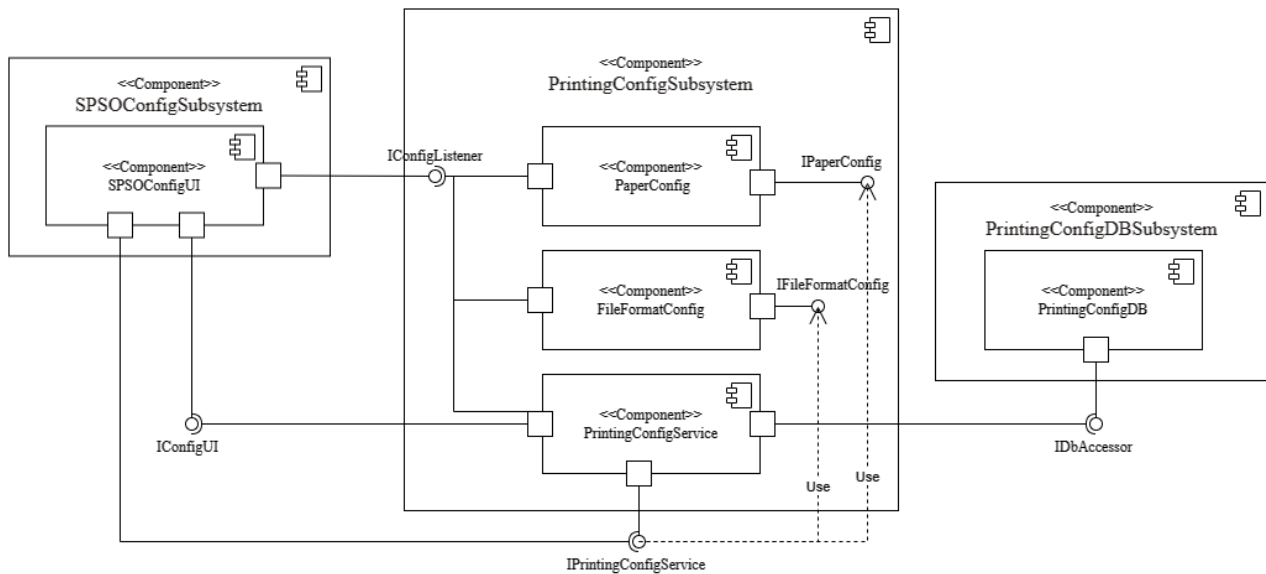 <<Component>>
PrintingConfigSubsystem
<<Component>>
SPSOConfigSubsystem
<<Component>>
SPSOConfigUI
IConfigListener
<<Component>>
PaperConfig
IPaperConfig
<<Component>>
PrintingConfigDBSubsystem
<<Component>>
FileFormatConfig
IFileFormatConfig
<<Component>>
PrintingConfigDB
<<Component>>
PrintingConfigService
IConfigUI
IDbAccessor
Use
Use
IPrintingConfigService